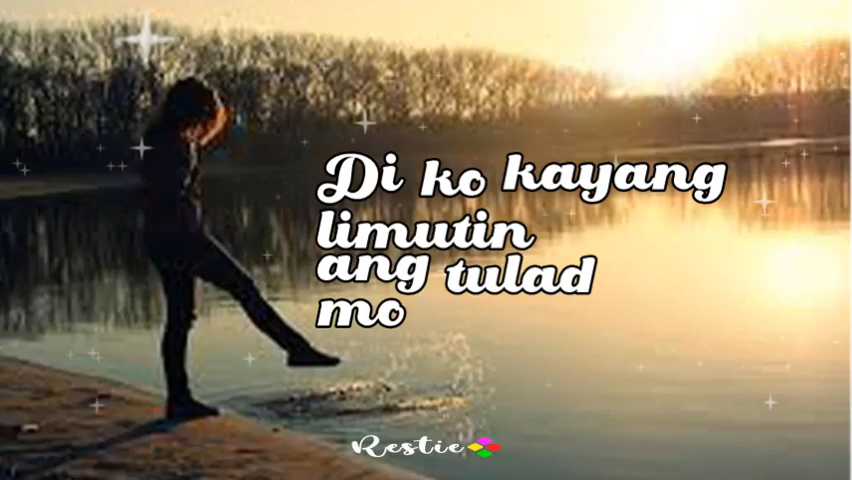 Di ko kayang
limutin
ang tulad
mo
Restie